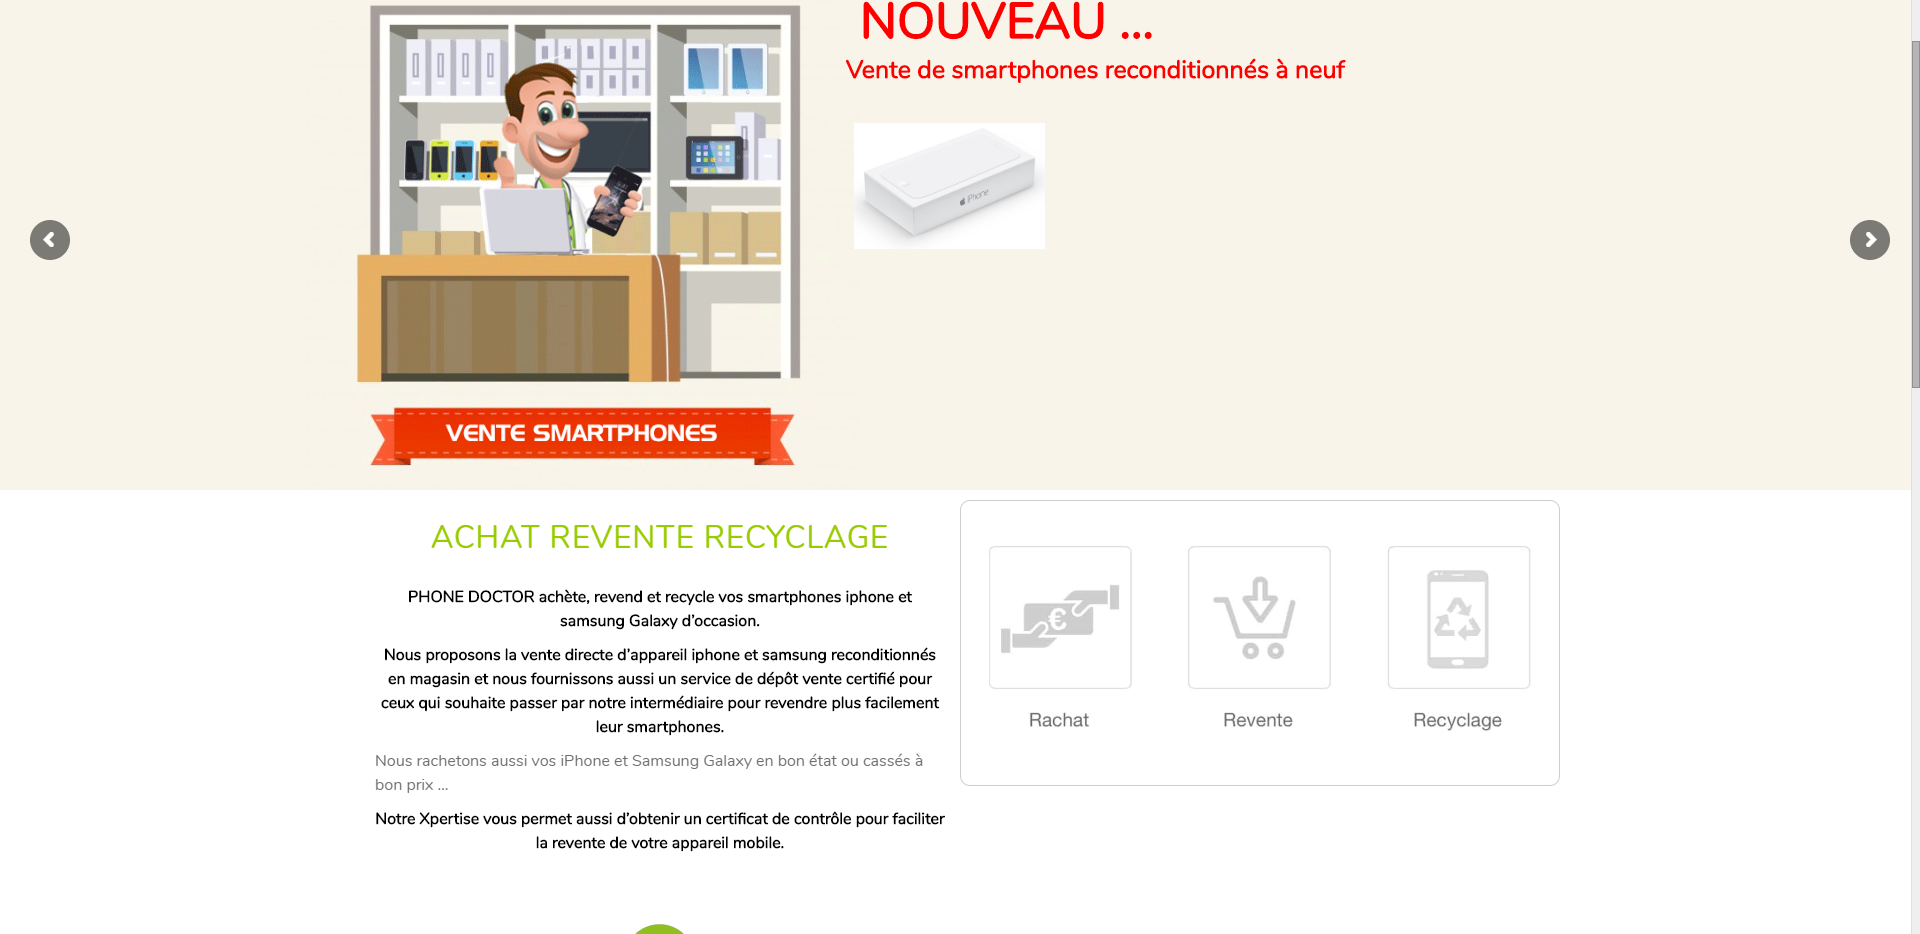 NOUVEAU ...
Vente de smartphones reconditionnés à neuf
iPhone
VENTE SMARTPHONES
ACHAT REVENTE RECYCLAGE
PHONE DOCTOR achète, revend et recycle vos smartphones iphone et
samsung Galaxy d’occasion.
Nous proposons la vente directe d’appareil iphone et samsung reconditionnés
en magasin et nous fournissons aussi un service de dépôt vente certifié pour
ceux qui souhaite passer par notre intermédiaire pour revendre plus facilement
leur smartphones.
Nous rachetons aussi vos iPhone et Samsung Galaxy en bon état ou cassés à
bon prix ...
Notre Xpertise vous permet aussi d’obtenir un certificat de contrôle pour faciliter
la revente de votre appareil mobile.
€
Rachat
Revente
Recyclage